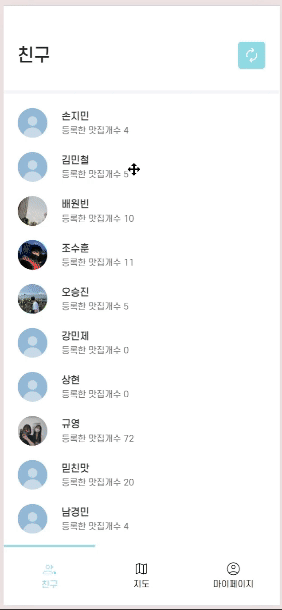 친구
손지민
등록한 맛집개수 4
김민철
등록한 맛집개수 5
배원빈
등록한 맛집개수 10
조수훈
등록한 맛집개수 11
오승진
등록한 맛집개수 5
강민제
등록한 맛집개수 0
상현
등록한 맛집개수 0
규영
등록한 맛집개수 72
믿친맛
등록한 맛집개수 20
남경민
등록한 맛집개수 4
친구
지도
마이페이지